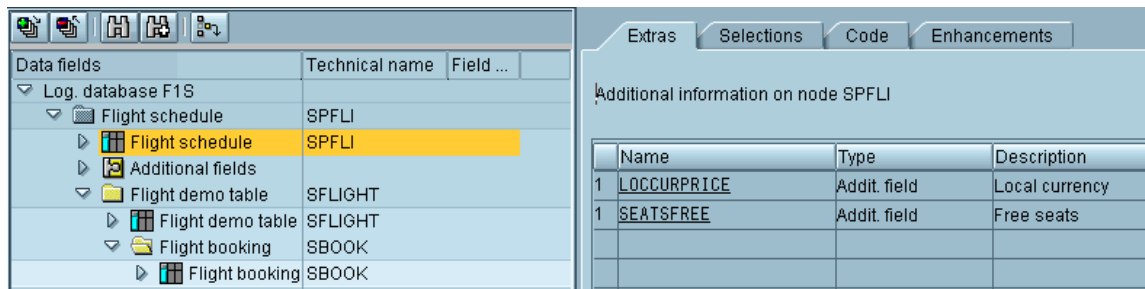 Data fields Technical name Field ...
Log. database F1S
Flight schedule SPFLI
Flight schedule SPFLI
Additional fields
Flight demo table SFLIGHT
Flight demo table SFLIGHT
Flight booking SBOOK
Flight booking SBOOK
Extras Selections Code Enhancements
Additional information on node SPFLI
Name Type Description
1 LOCCURPRICE Addit. field Local currency
1 SEATSFREE Addit. field Free seats